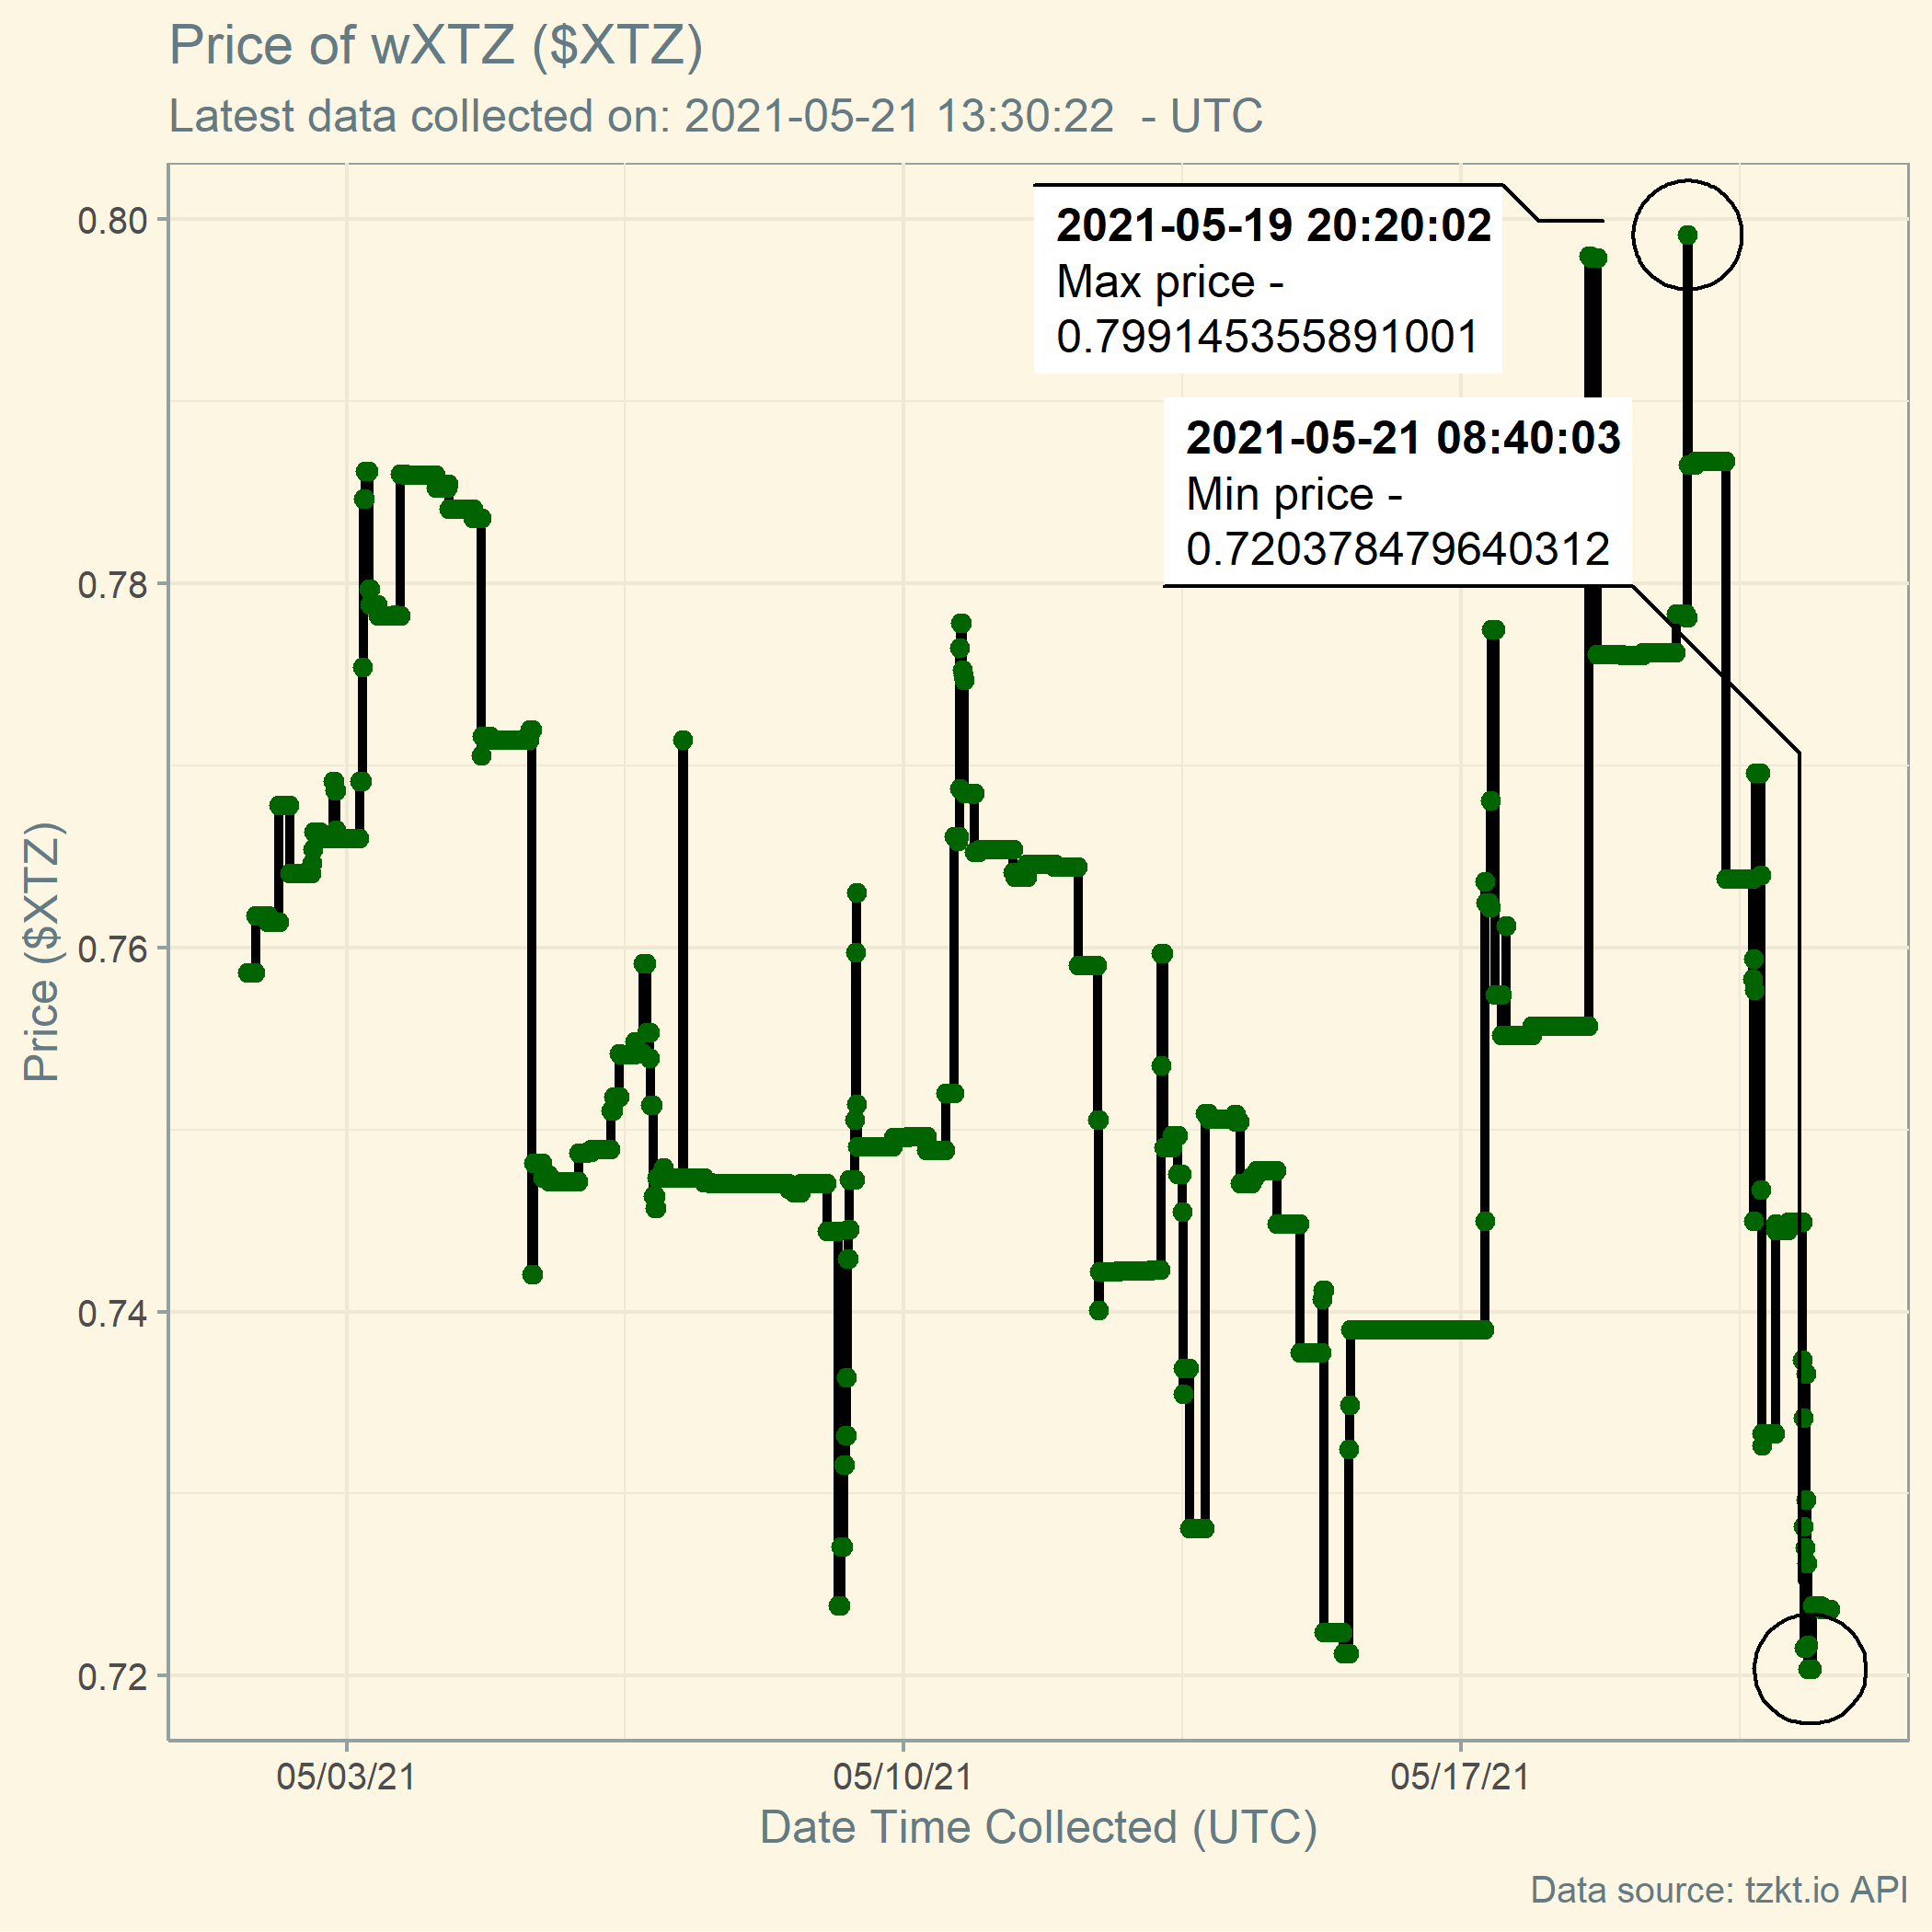 Price of wXTZ ($XTZ)
Latest data collected on: 2021-05-21 13:30:22  - UTC
2021-05-19 20:20:02
Max price -
0.799145355891001
2021-05-21 08:40:03
Min price -
0.720378479640312
Price ($XTZ)
0.80
0.78
0.76
0.74
0.72
05/03/21
05/10/21
05/17/21
Date Time Collected (UTC)
Data source: tzkt.io API